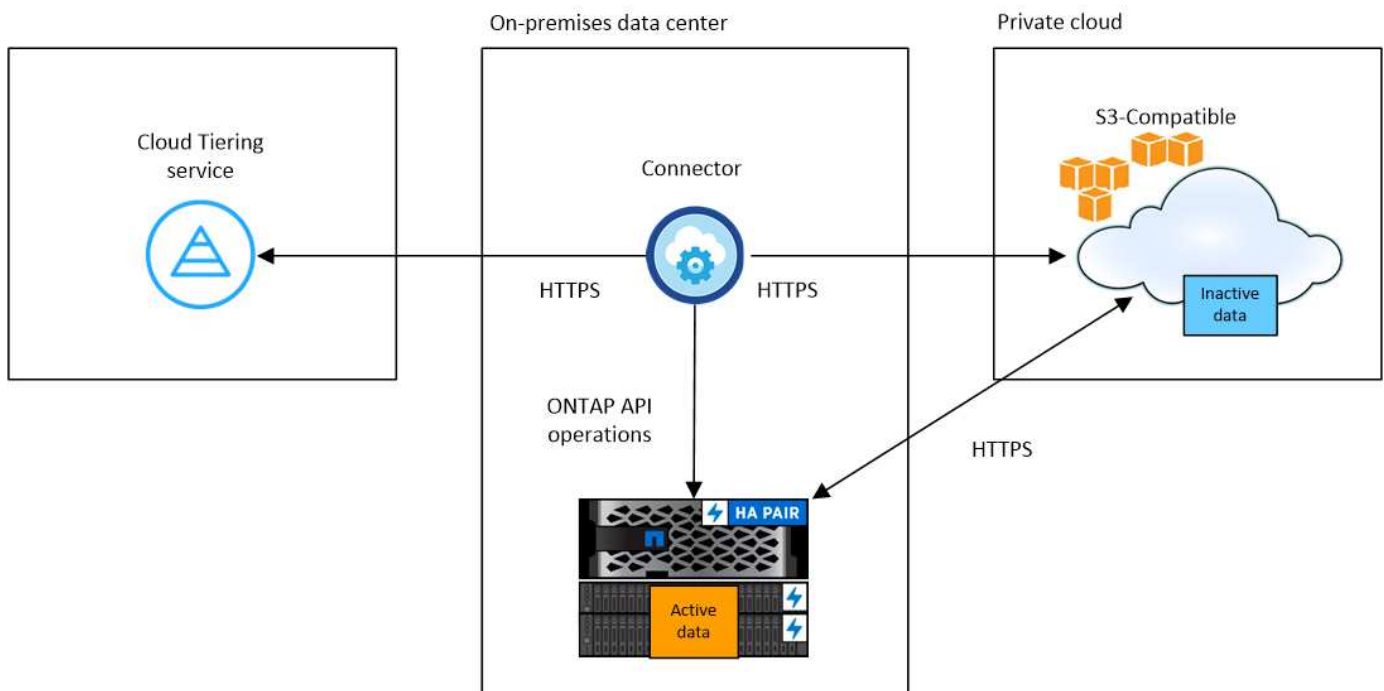 On-premises data center
Private cloud
Cloud Tiering
service
Connector
S3-Compatible
HTTPS
HTTPS
Inactive
data
ONTAP API
operations
HTTPS
HA PAIR
Active
data